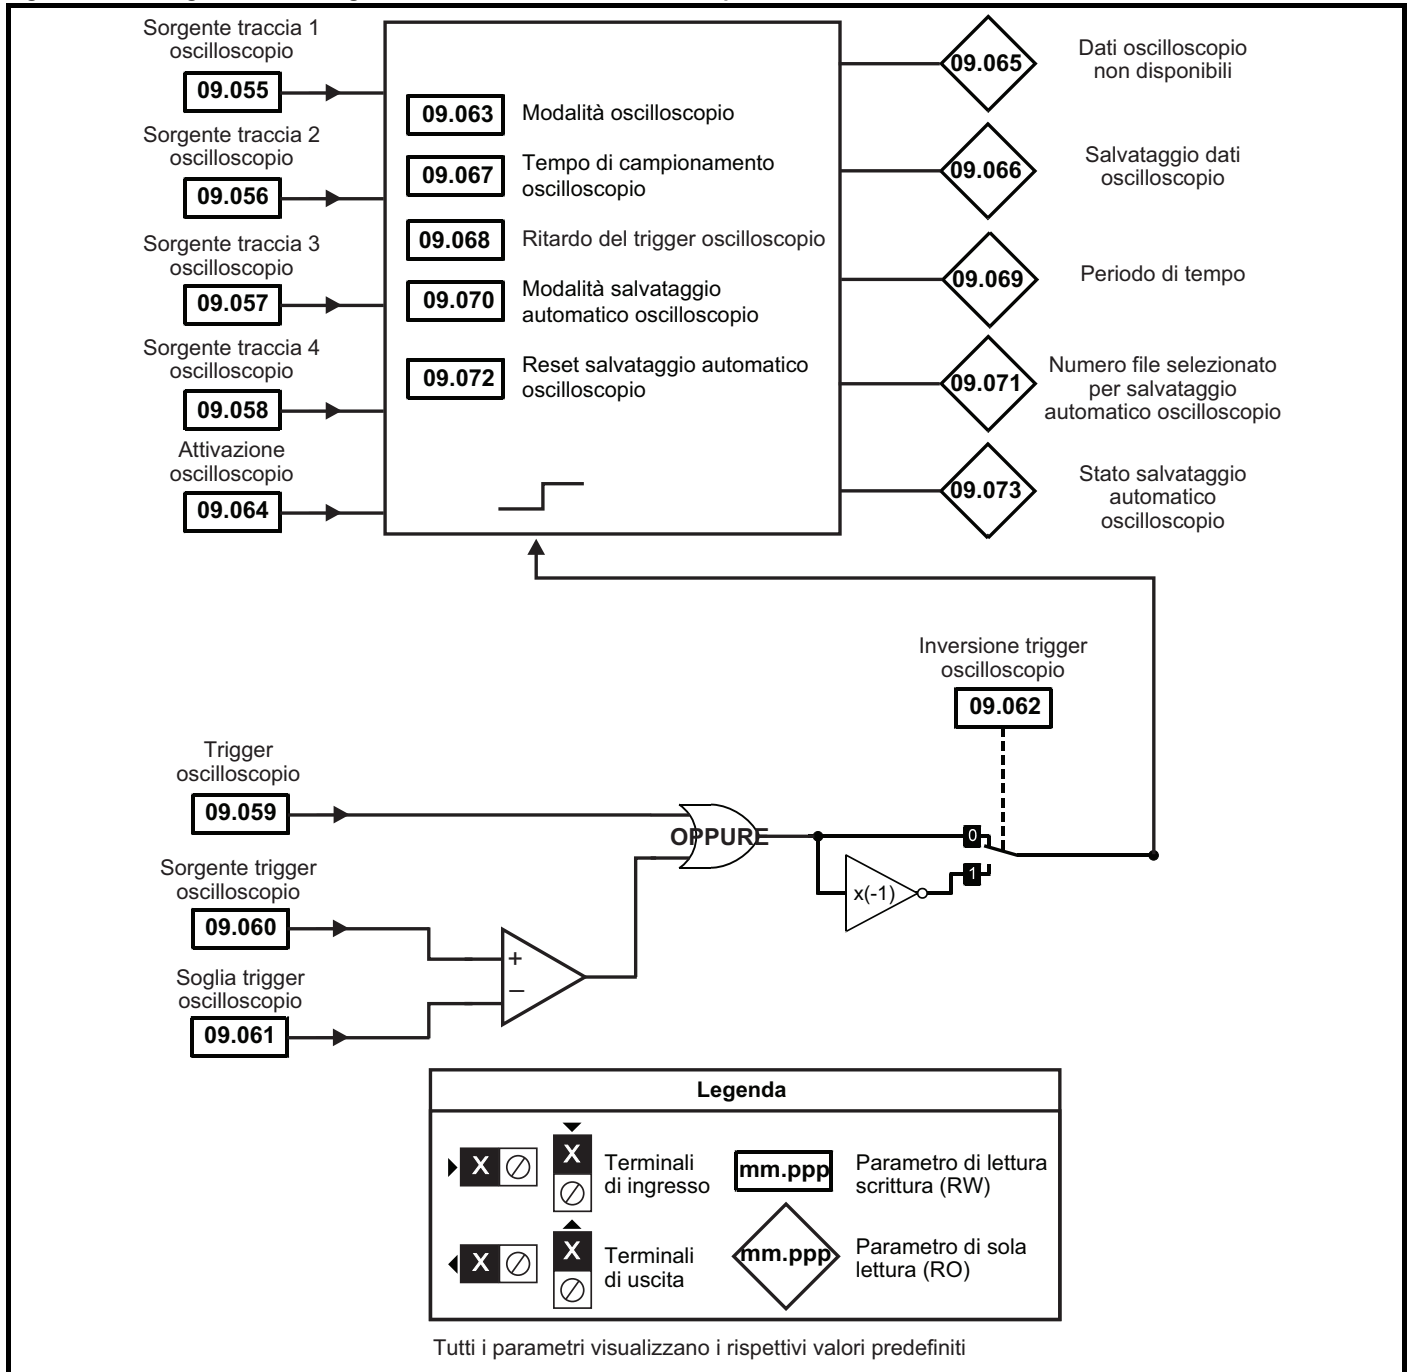 Sorgente traccia 1
oscilloscopio
09.055
Sorgente traccia 2
oscilloscopio
09.056
Sorgente traccia 3
oscilloscopio
09.057
Sorgente traccia 4
oscilloscopio
09.058
Attivazione
oscilloscopio
09.064
09.063 Modalità oscilloscopio
09.067 Tempo di campionamento
oscilloscopio
09.068 Ritardo del trigger oscilloscopio
09.070 Modalità salvataggio
automatico oscilloscopio
09.072 Reset salvataggio automatico
oscilloscopio
09.065
Dati oscilloscopio
non disponibili
09.066
Salvataggio dati
oscilloscopio
09.069
Periodo di tempo
09.071
Numero file selezionato
per salvataggio
automatico oscilloscopio
09.073
Stato salvataggio
automatico
oscilloscopio
Inversione trigger
oscilloscopio
09.062
Trigger
oscilloscopio
09.059
OPPURE
0
1
x(-1)
Sorgente trigger
oscilloscopio
09.060
+
–
Soglia trigger
oscilloscopio
09.061
Legenda
X
X
Terminali
di ingresso
mm.ppp
Parametro di lettura
scrittura (RW)
X
X
Terminali
di uscita
mm.ppp
Parametro di sola
lettura (RO)
Tutti i parametri visualizzano i rispettivi valori predefiniti